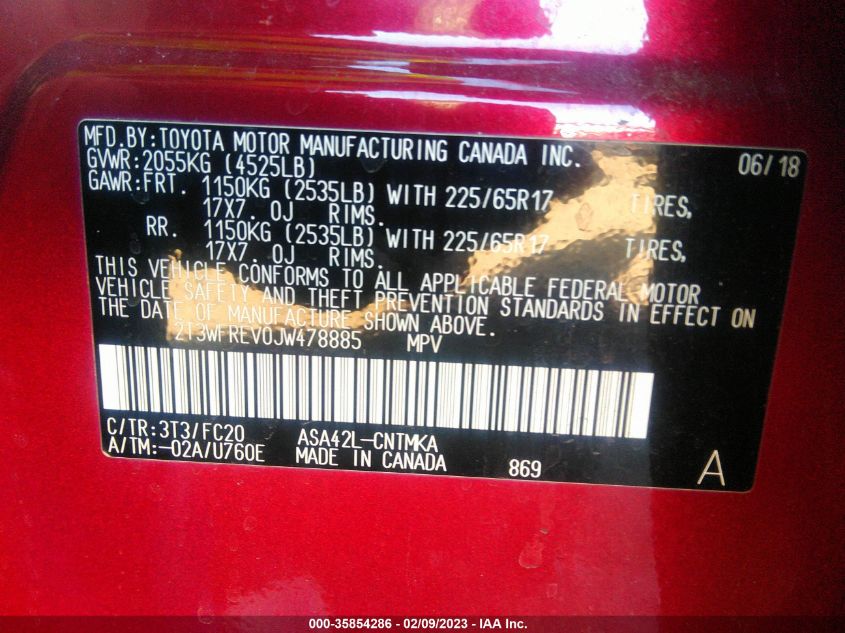 MFD.BY:TOYOTA MOTOR MANUFACTURING CANADA INC. 06/18
GVWR:2055KG (4525LB)
GAWR:FRT. 1150KG (2535LB) WITH 225/65R17 TIRES,
17X7. 0J RIMS.
RR. 1150KG (2535LB) WITH 225/65R17 TIRES,
17X7. 0J RIMS.
THIS VEHICLE CONFORMS TO ALL APPLICABLE FEDERAL MOTOR
VEHICLE SAFETY AND THEFT PREVENTION STANDARDS IN EFFECT ON
THE DATE OF MANUFACTURE SHOWN ABOVE.
2T3WFREV0JW478885 MPV
C/TR:3T3/FC20 ASA42L-CNTMKA
A/TM:-02A/U760E MADE IN CANADA 869 A
000-35854286 - 02/09/2023 - IAA Inc.